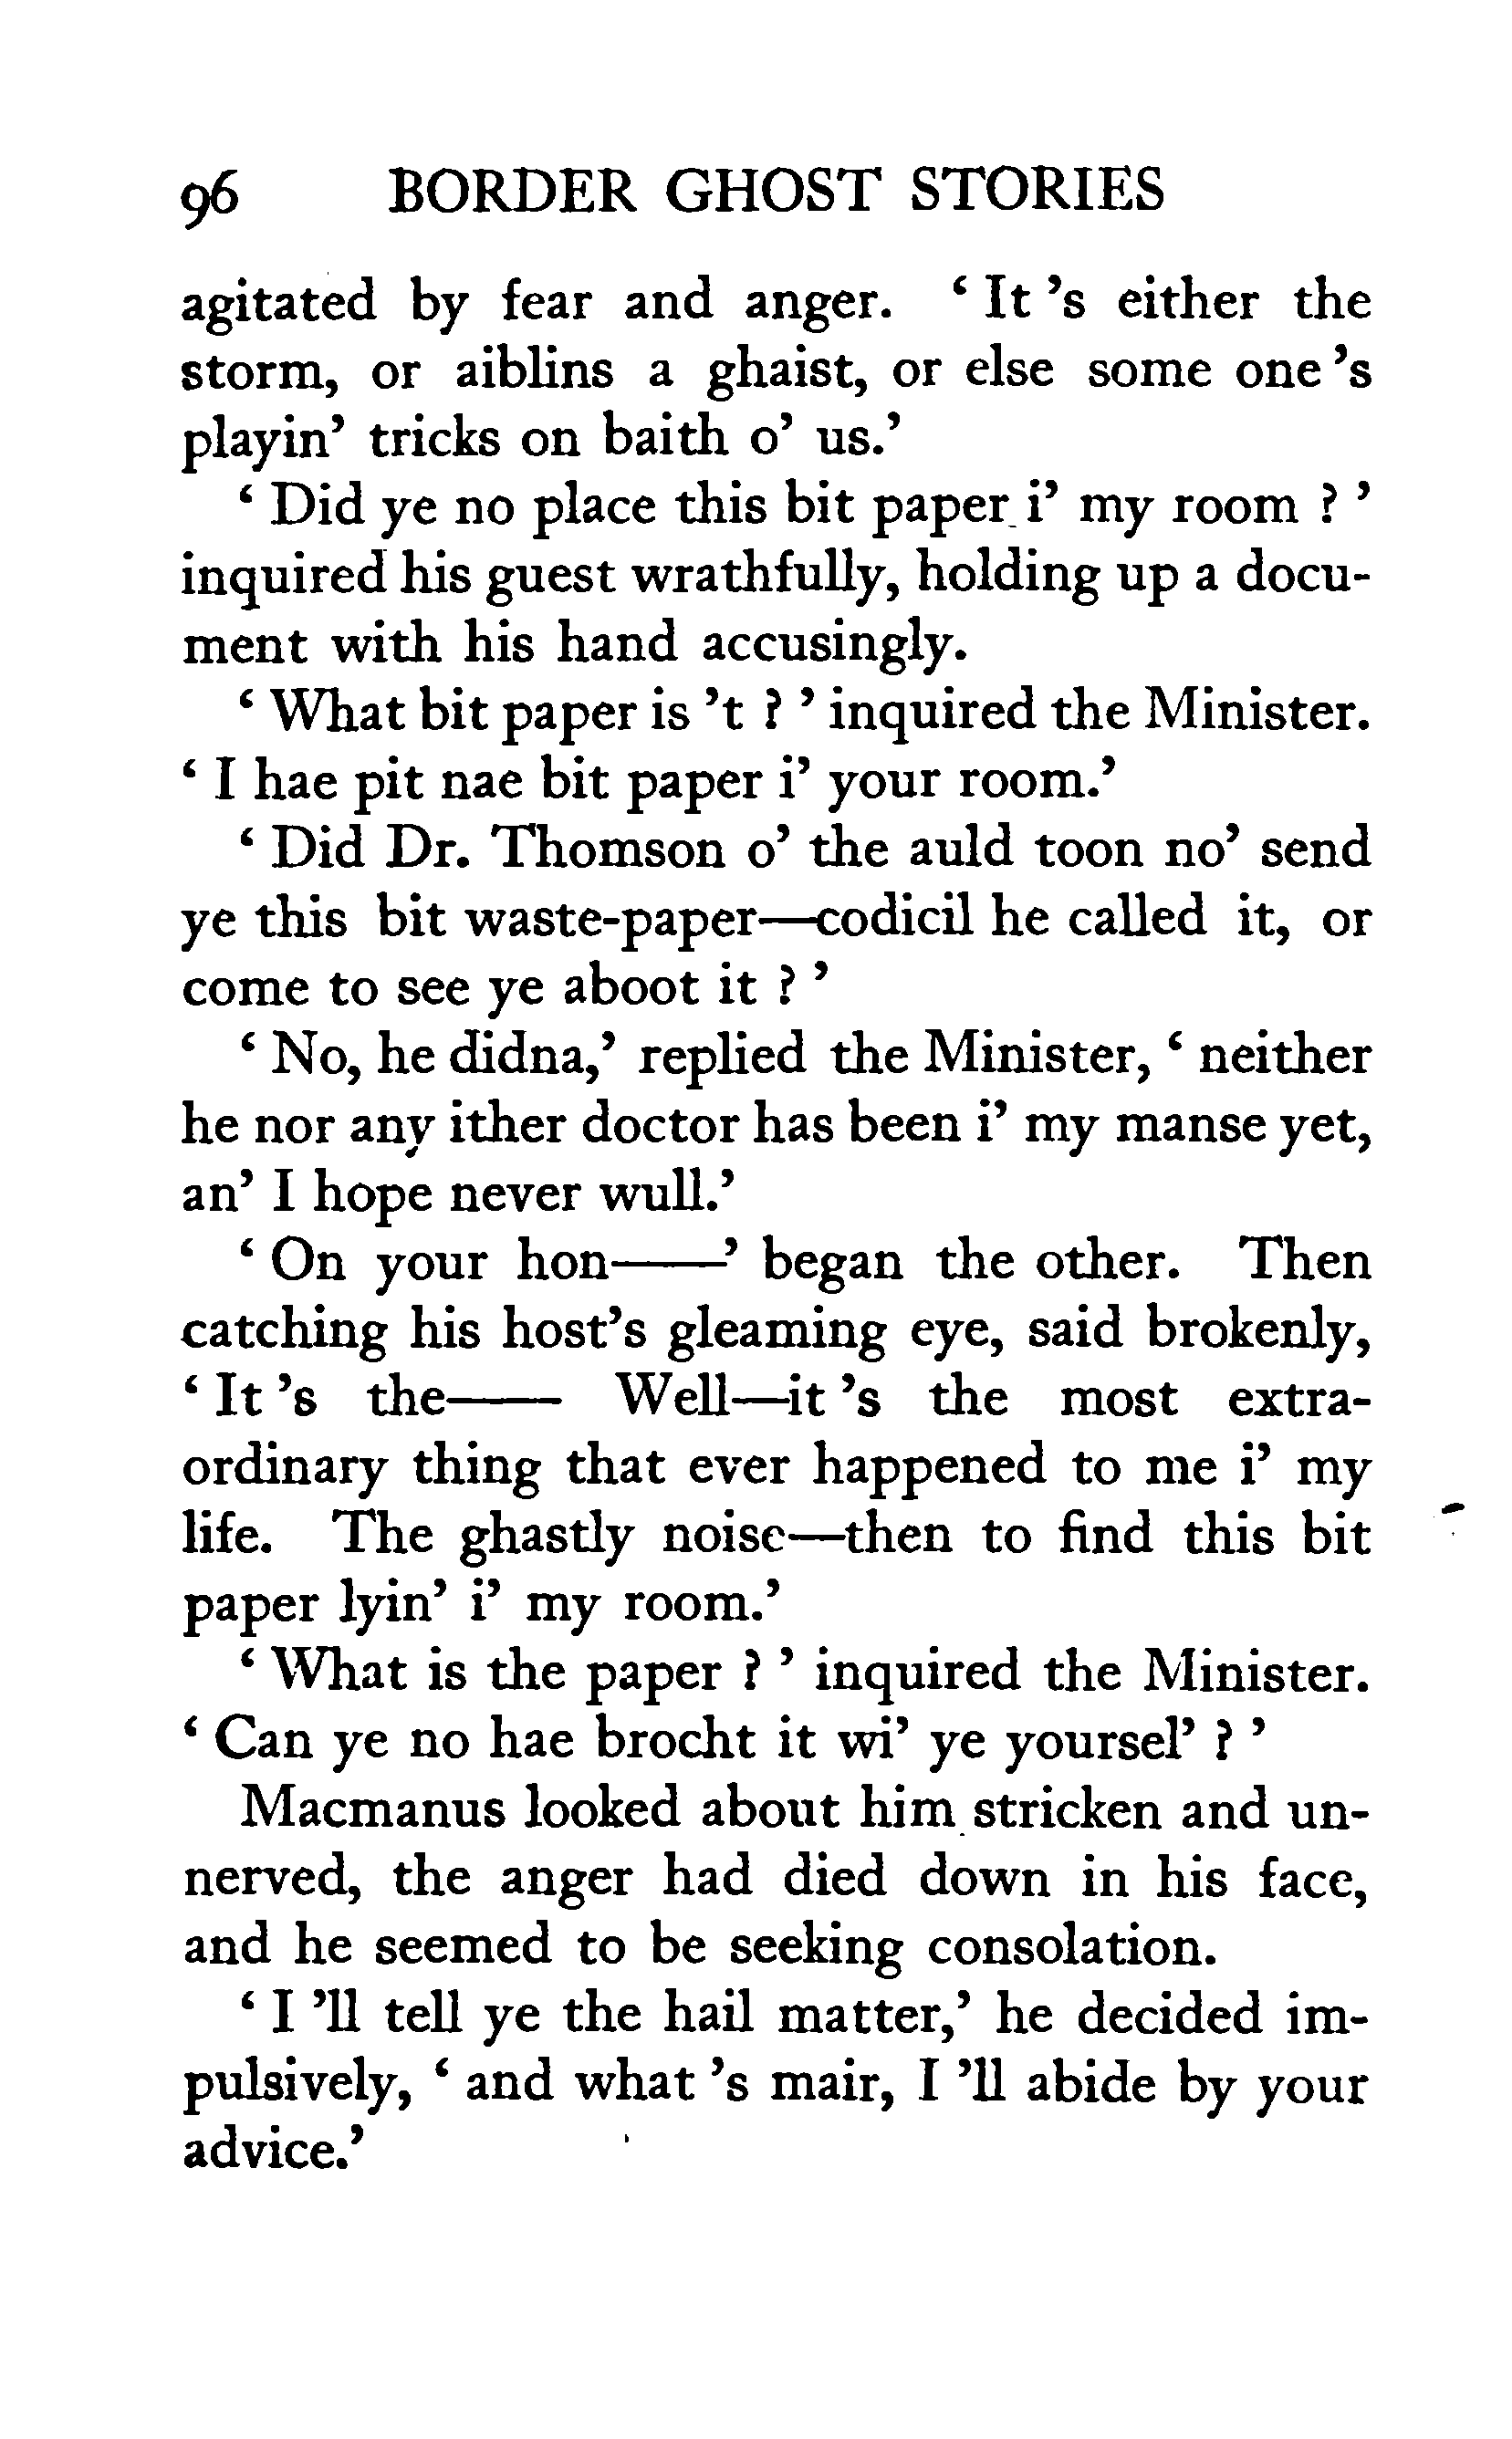 96 BORDER GHOST STORIES
agitated by fear and anger. ‘ It ’s either the
storm, or aiblins a ghaist, or else some one ’s
playin’ tricks on baith o’ us.’
‘ Did ye no place this bit paper i’ my room ? ’
inquired his guest wrathfully, holding up a docu-
ment with his hand accusingly.
‘ What bit paper is ’t ? ’ inquired the Minister.
‘ I hae pit nae bit paper i’ your room.’
‘ Did Dr. Thomson o’ the auld toon no’ send
ye this bit waste-paper—codicil he called it, or
come to see ye aboot it ? ’
‘ No, he didna,’ replied the Minister, ‘ neither
he nor any ither doctor has been i’ my manse yet,
an’ I hope never wull.’
‘ On your hon——’ began the other. Then
catching his host’s gleaming eye, said brokenly,
‘ It ’s the—— Well—it ’s the most extra-
ordinary thing that ever happened to me i’ my
life. The ghastly noise—then to find this bit
paper lyin’ i’ my room.’
‘ What is the paper ? ’ inquired the Minister.
‘ Can ye no hae brocht it wi’ ye yoursel’ ? ’
Macmanus looked about him stricken and un-
nerved, the anger had died down in his face,
and he seemed to be seeking consolation.
‘ I ’ll tell ye the hail matter,’ he decided im-
pulsively, ‘ and what ’s mair, I ’ll abide by your
advice.’